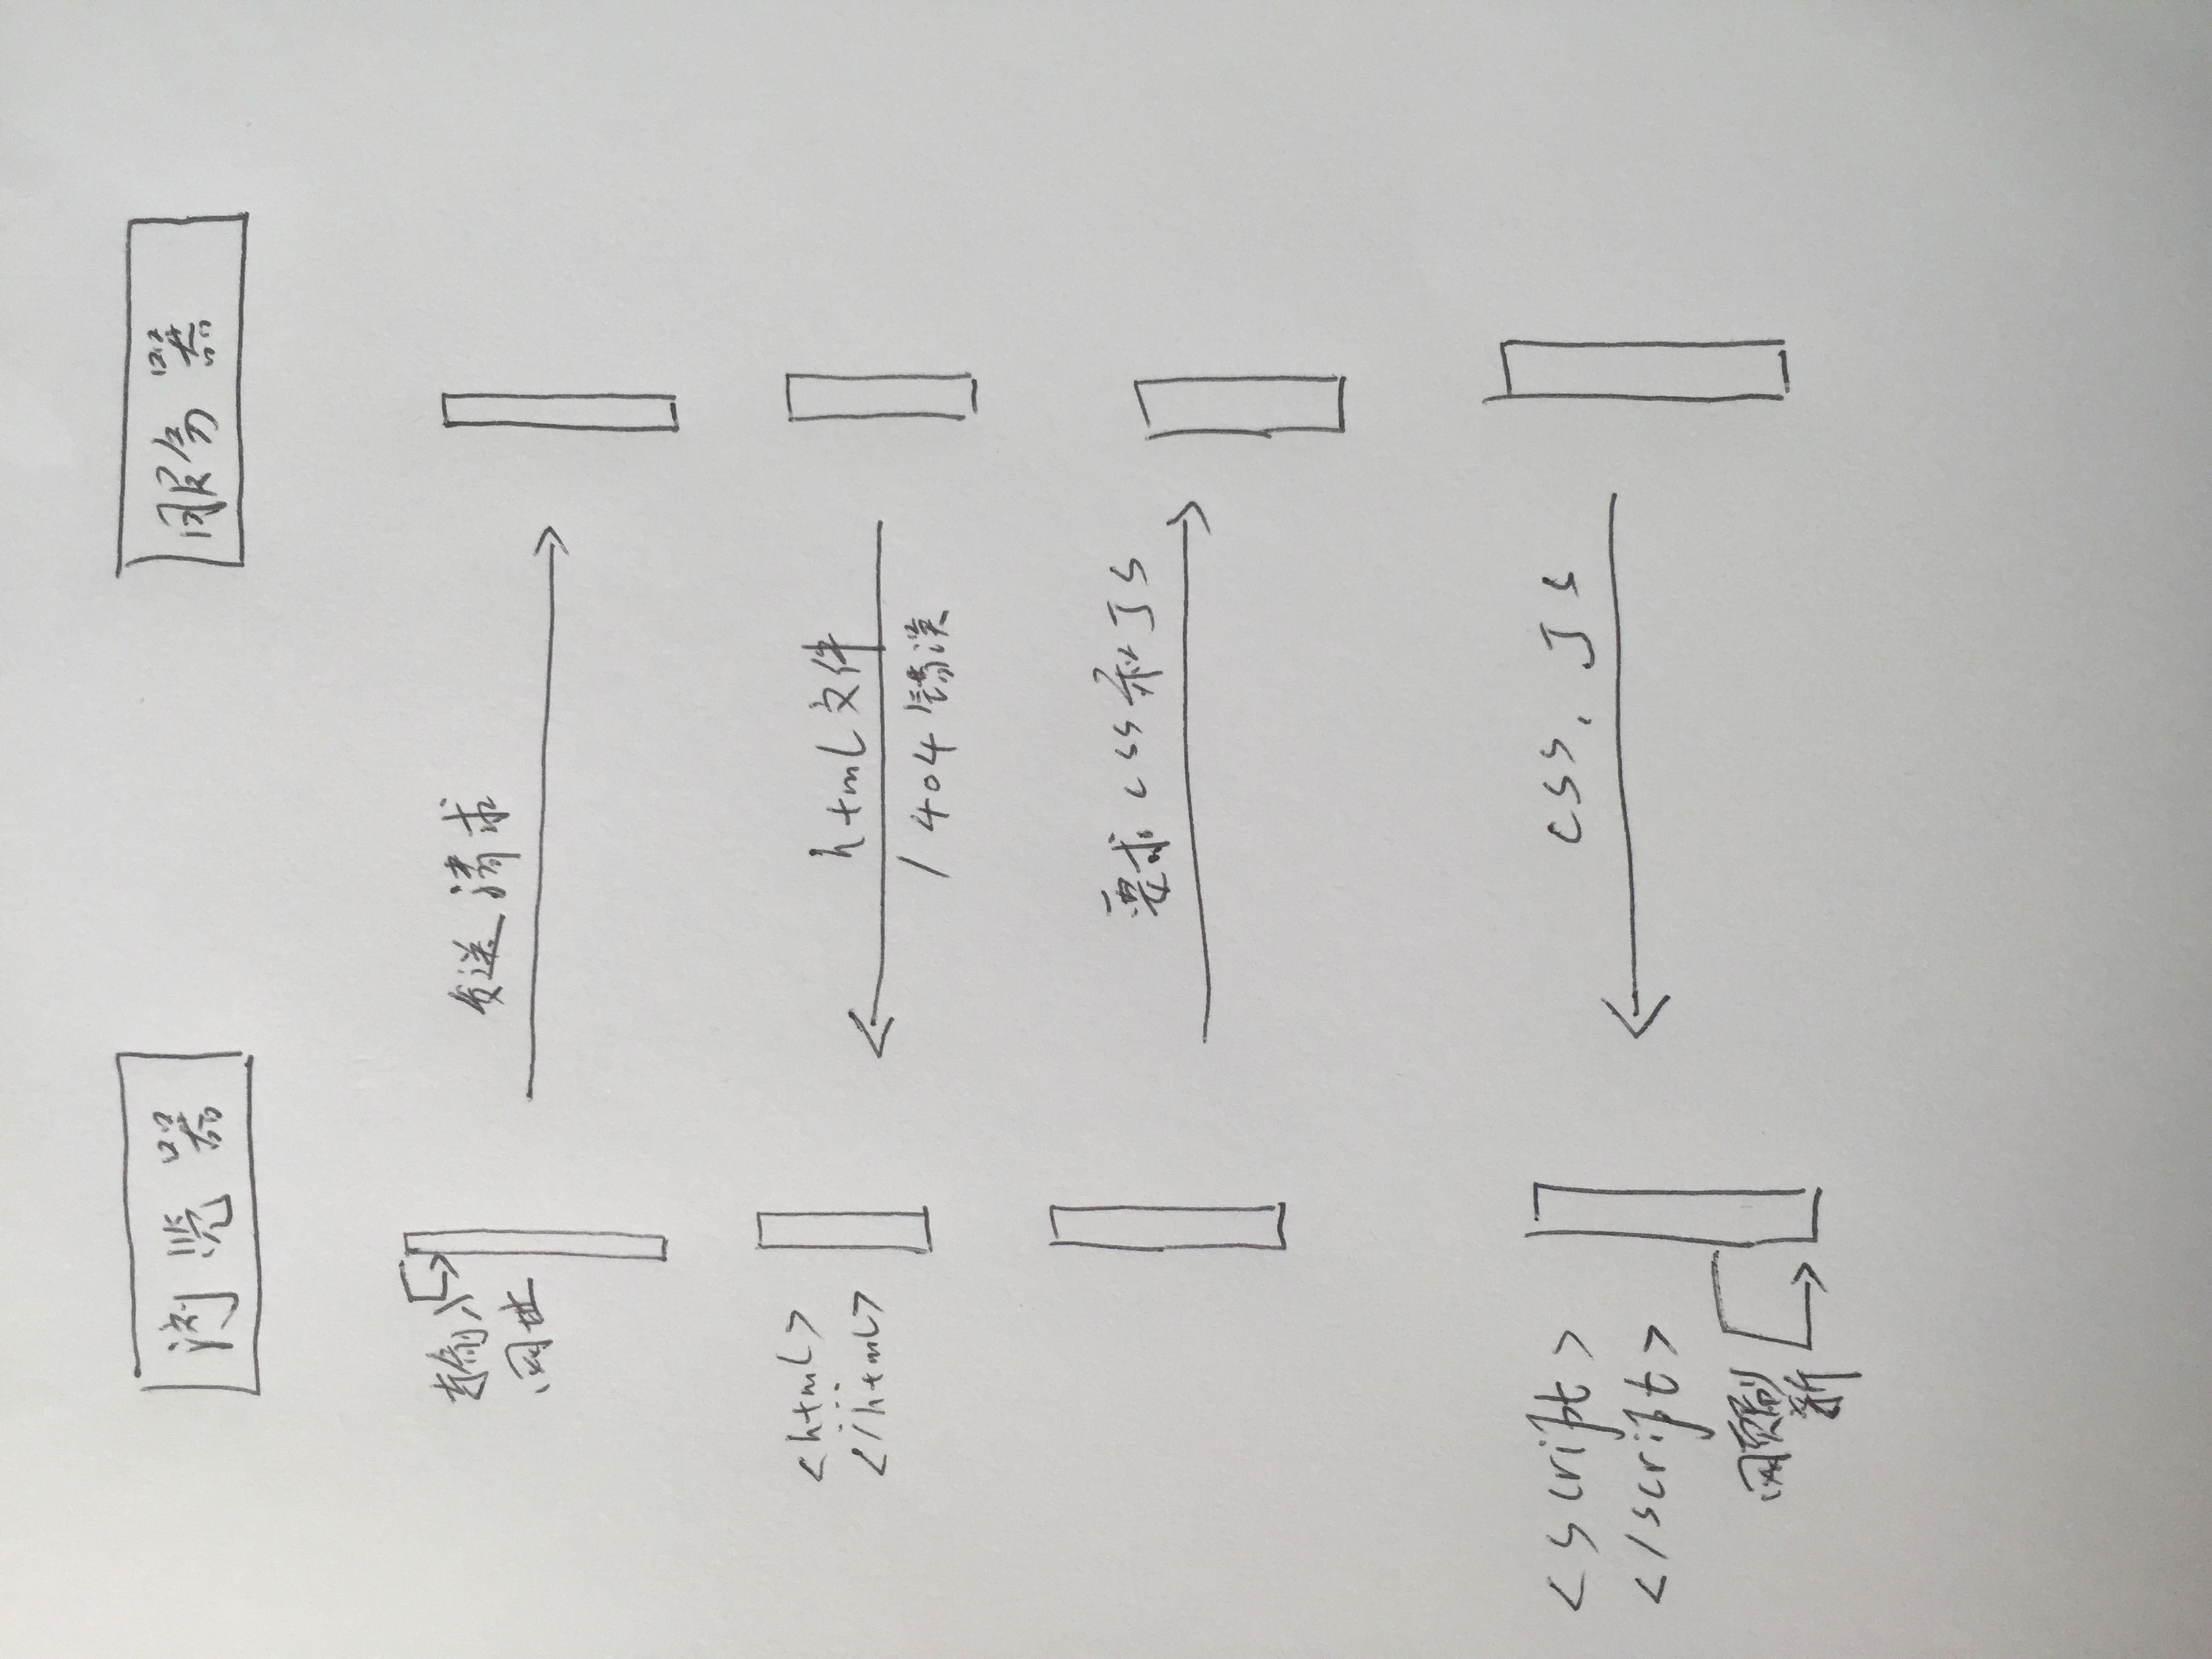 浏览器
服务器
输入
网址
发送请求
<html>
...
</html>
html文件
/ 404 错误
要求 css 和 JS
<script>
</script>
css, JS
网页刷
新